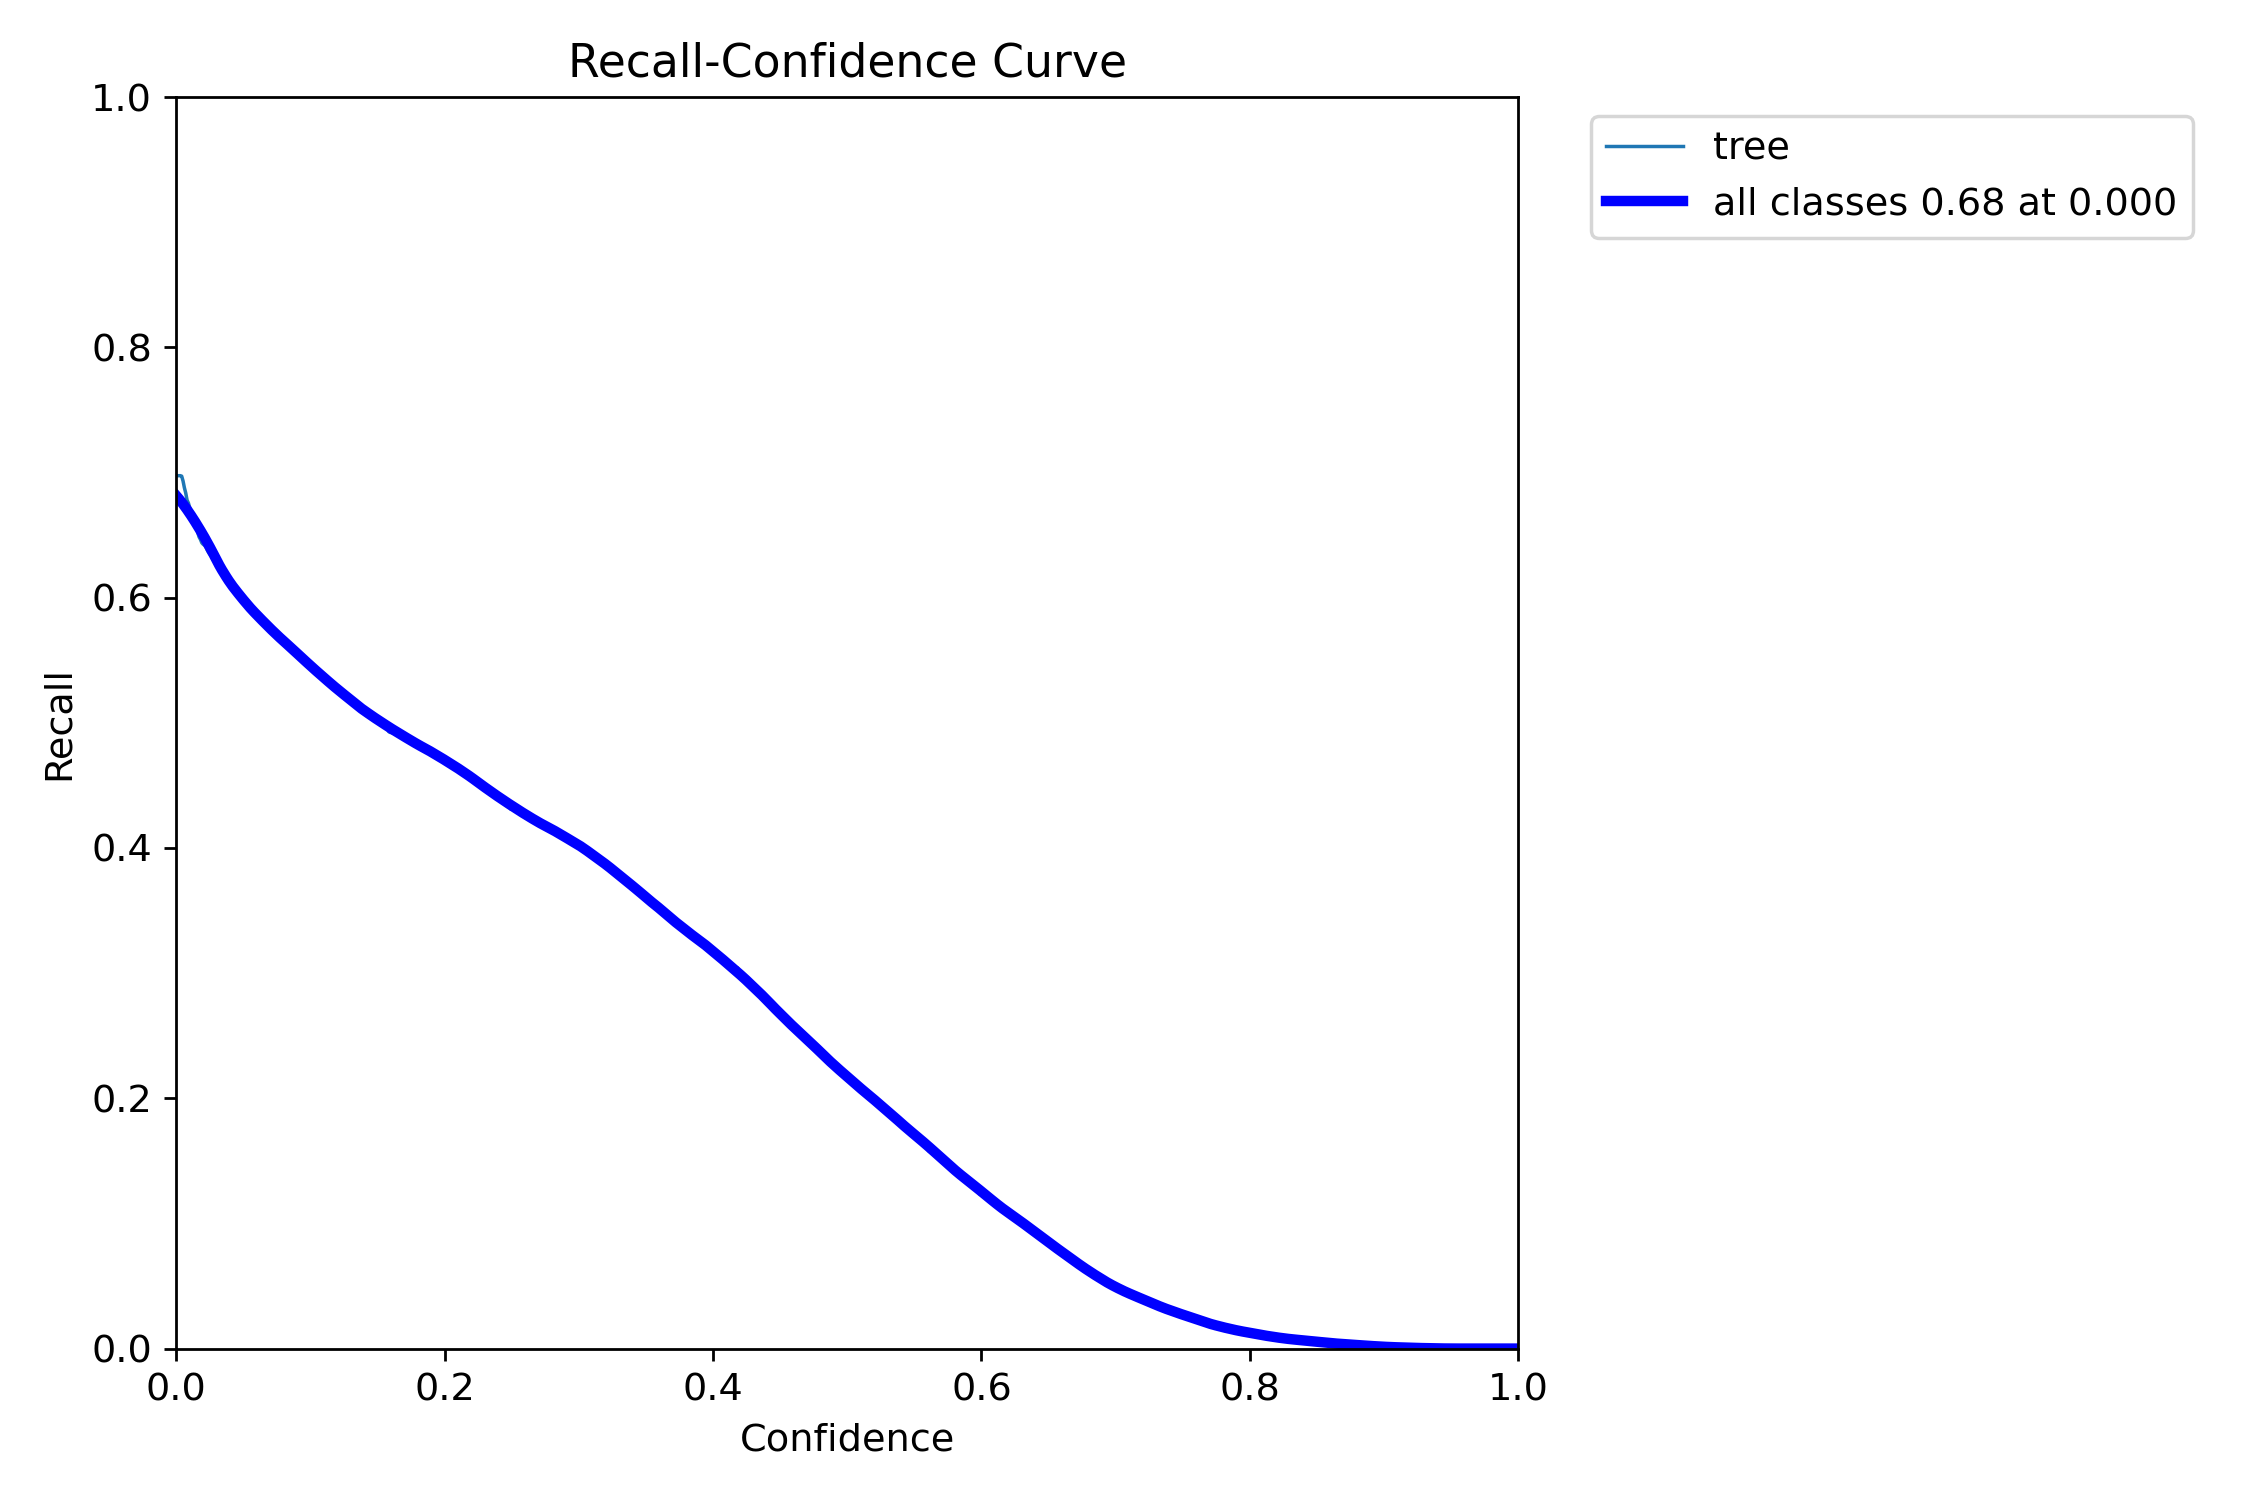 Recall-Confidence Curve
1.0
0.8
0.6
0.4
0.2
0.0
Recall
0.0 0.2 0.4 0.6 0.8 1.0
Confidence
tree
all classes 0.68 at 0.000